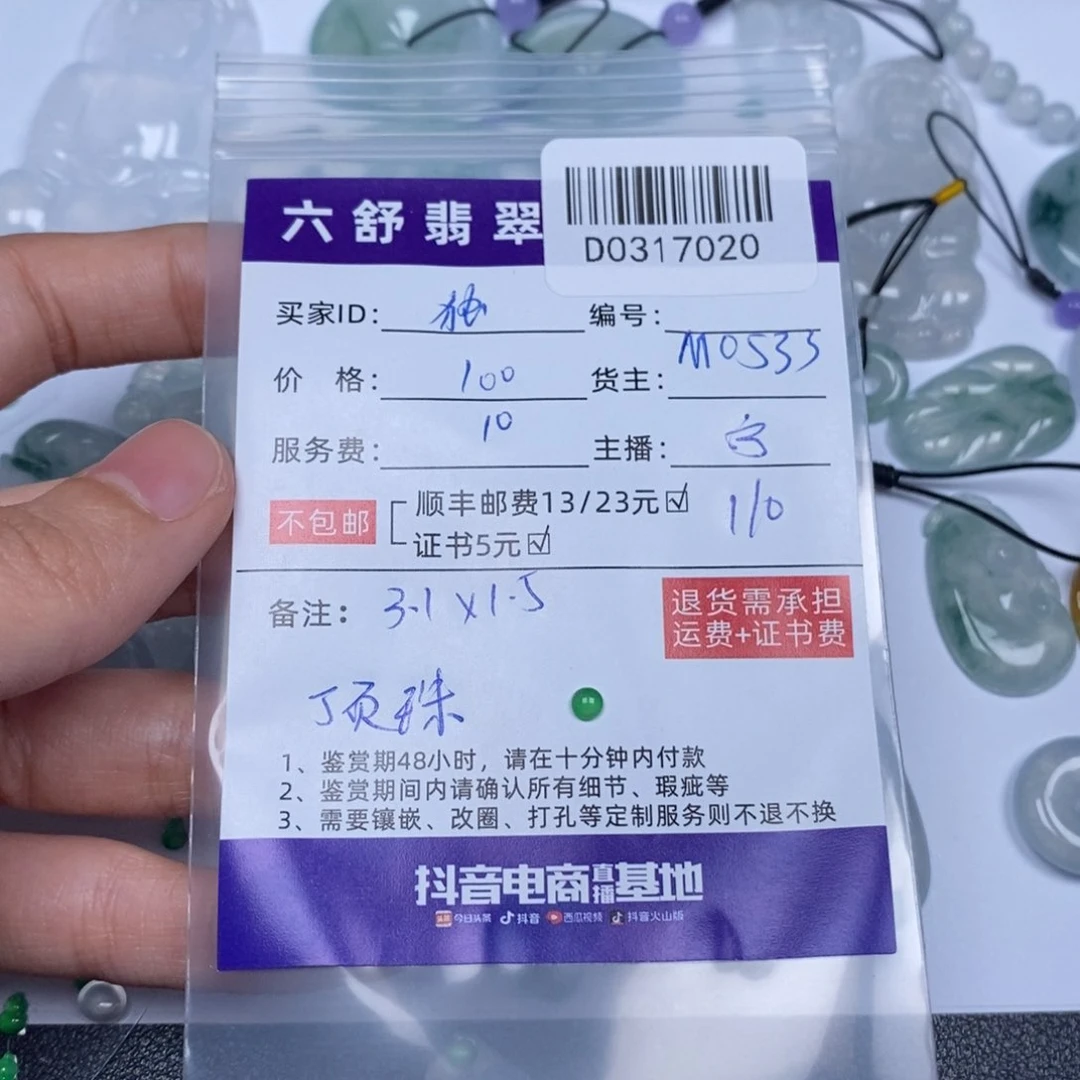 六舒翡翠
D0317020
买家ID: 编号:
M0533
价 格: 100 货主:
服务费: 10 主播:
不包邮 顺丰邮费13/23元☑ 110
证书5元☑
备注: 3.1x1.5 退货需承担
运费+证书费
顶珠
1、鉴赏期48小时，请在十分钟内付款
2、鉴赏期间内请确认所有细节、瑕疵等
3、需要镶嵌、改圈、打孔等定制服务则不退不换
抖音电商直播基地
头条 今日头条 抖音 西瓜视频 抖音火山版